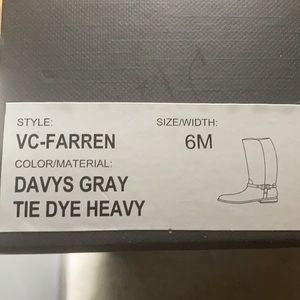 STYLE: SIZE/WIDTH:
VC-FARREN 6M
COLOR/MATERIAL:
DAVYS GRAY
TIE DYE HEAVY